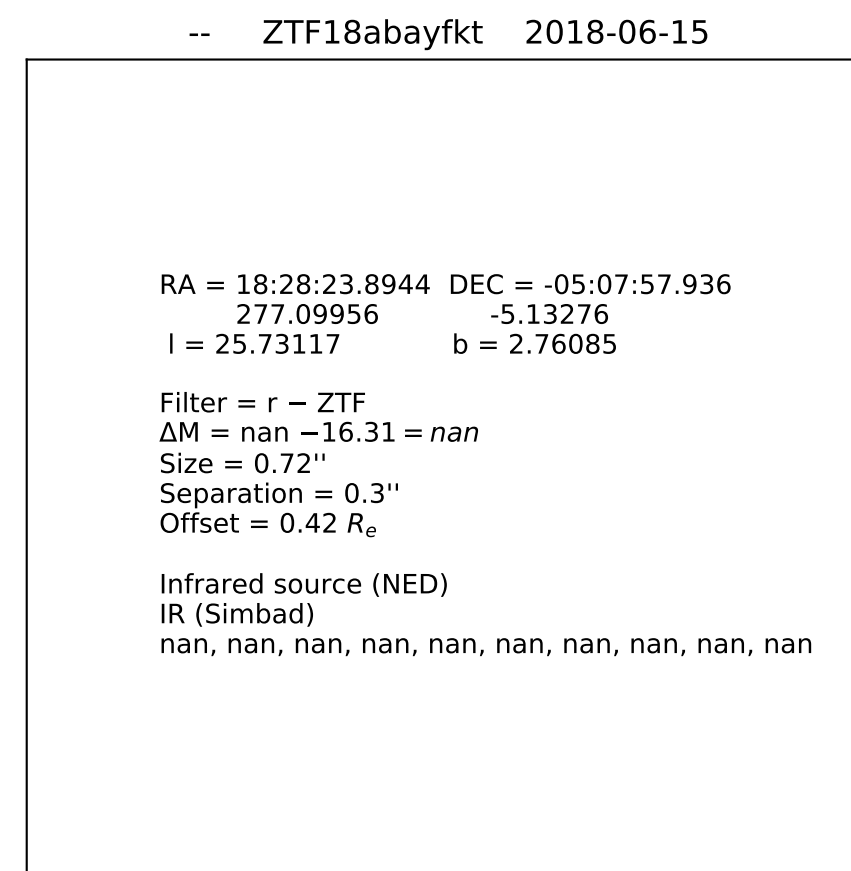 -- ZTF18abayfkt 2018-06-15
RA = 18:28:23.8944 DEC = -05:07:57.936
277.09956 -5.13276
l = 25.73117 b = 2.76085
Filter = r − ZTF
ΔM = nan −16.31 = nan
Size = 0.72''
Separation = 0.3''
Offset = 0.42 Re
Infrared source (NED)
IR (Simbad)
nan, nan, nan, nan, nan, nan, nan, nan, nan, nan